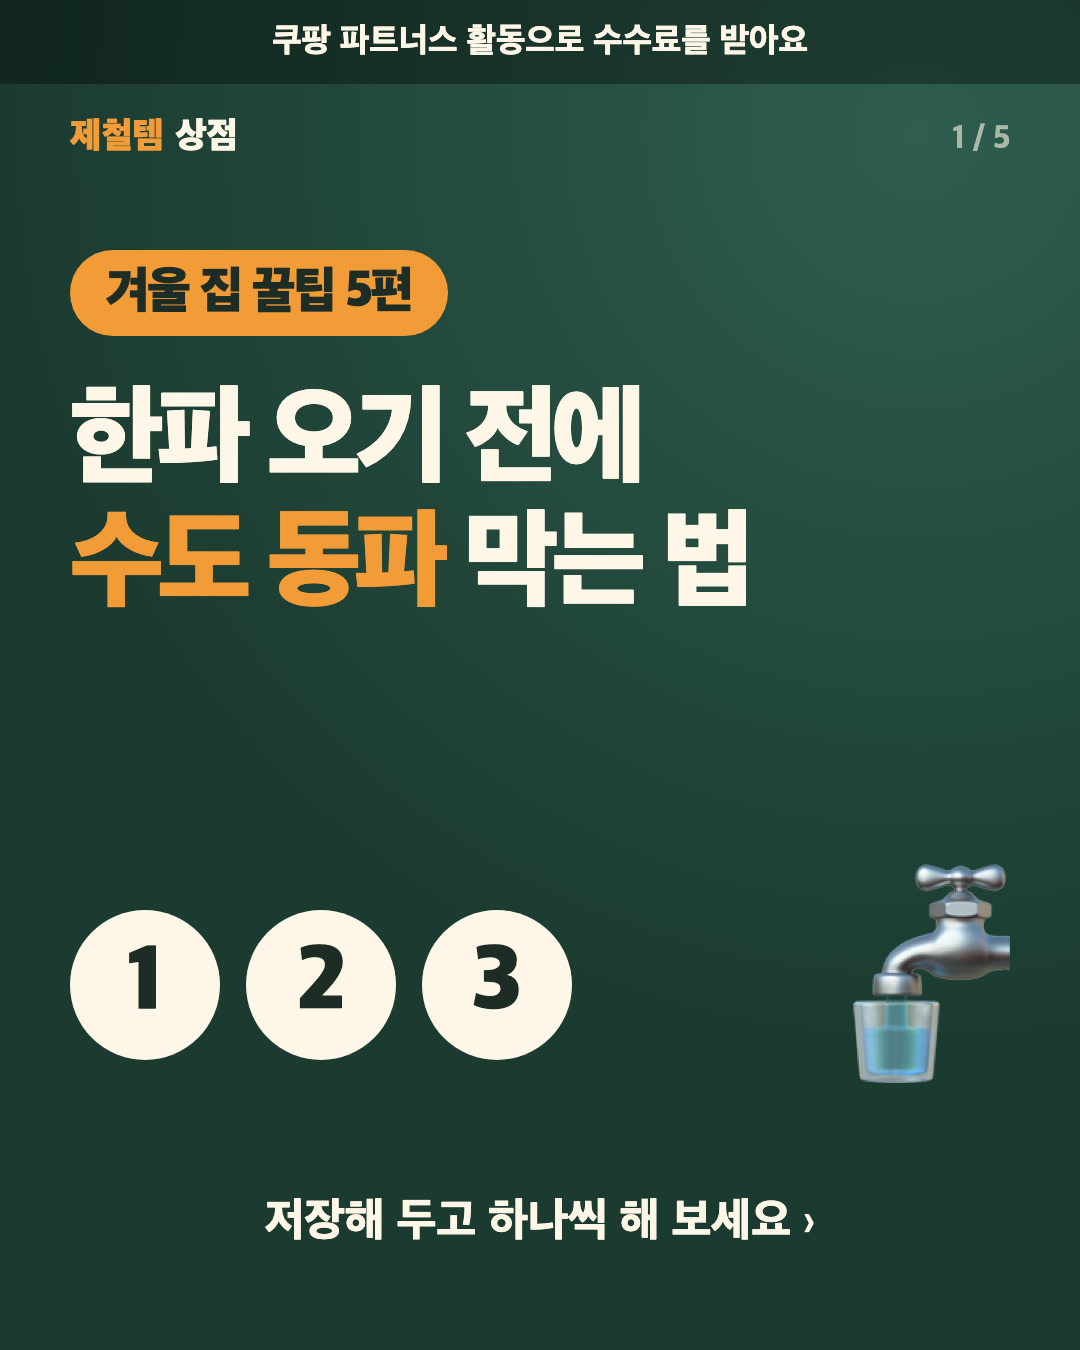 쿠팡 파트너스 활동으로 수수료를 받아요
제철템 상점
1 / 5
겨울 집 꿀팁 5편
한파 오기 전에
수도 동파 막는 법
1 2 3
저장해 두고 하나씩 해 보세요 ›